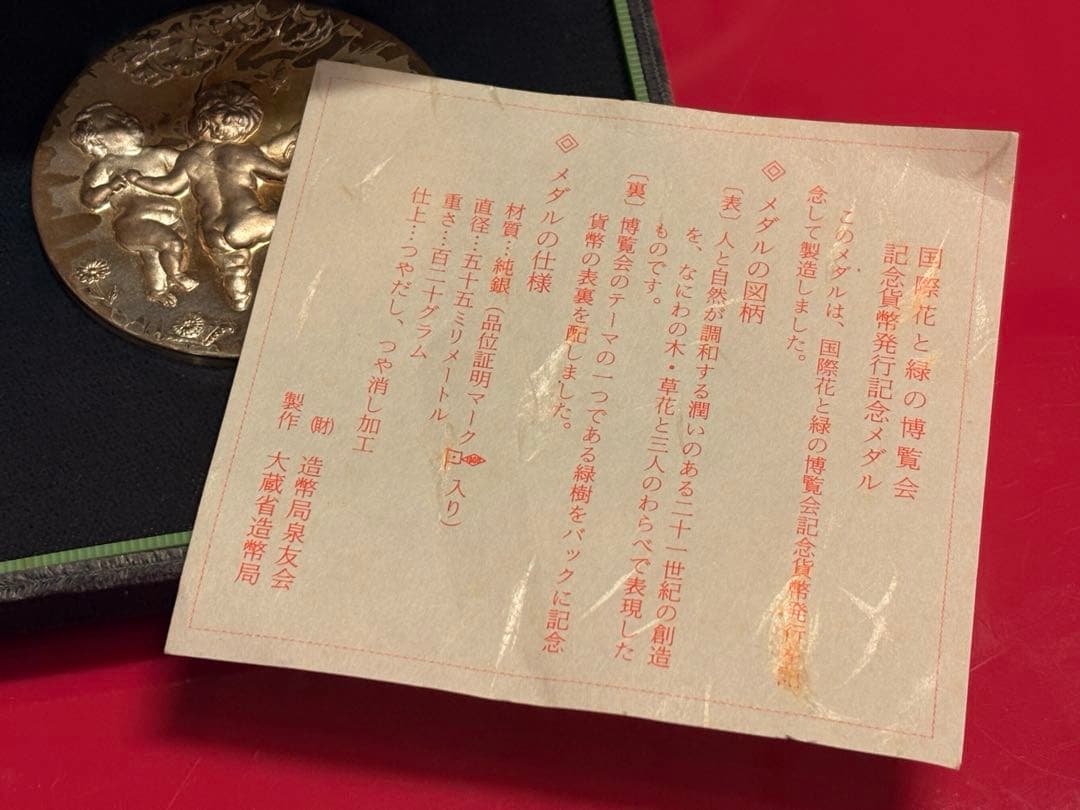 国際花と緑の博覧会
記念貨幣発行記念メダル
このメダルは、国際花と緑の博覧会記念貨幣発行を記
念して製造しました。
◈ メダルの図柄
〔表〕人と自然が調和する潤いのある二十一世紀の創造
を、なにわの木・草花と三人のわらべで表現した
ものです。
〔裏〕博覧会のテーマの一つである緑樹をバックに記念
貨幣の表裏を配しました。
◈ メダルの仕様
材質…純銀（品位証明マーク入り）
直径…五十五ミリメートル
重さ…百二十グラム
仕上…つやだし、つや消し加工
㈶ 造幣局泉友会
製作 大蔵省造幣局